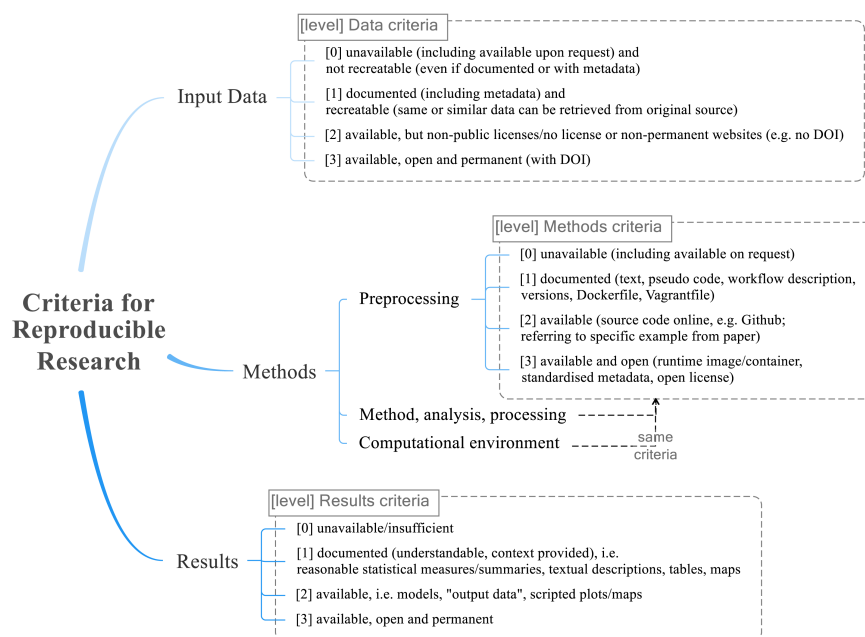 Criteria for
Reproducible
Research
Input Data
[level] Data criteria
[0] unavailable (including available upon request) and
not recreatable (even if documented or with metadata)
[1] documented (including metadata) and
recreatable (same or similar data can be retrieved from original source)
[2] available, but non-public licenses/no license or non-permanent websites (e.g. no DOI)
[3] available, open and permanent (with DOI)
Methods
Preprocessing
[level] Methods criteria
[0] unavailable (including available on request)
[1] documented (text, pseudo code, workflow description,
versions, Dockerfile, Vagrantfile)
[2] available (source code online, e.g. Github;
referring to specific example from paper)
[3] available and open (runtime image/container,
standardised metadata, open license)
Method, analysis, processing
Computational environment
same
criteria
Results
[level] Results criteria
[0] unavailable/insufficient
[1] documented (understandable, context provided), i.e.
reasonable statistical measures/summaries, textual descriptions, tables, maps
[2] available, i.e. models, "output data", scripted plots/maps
[3] available, open and permanent